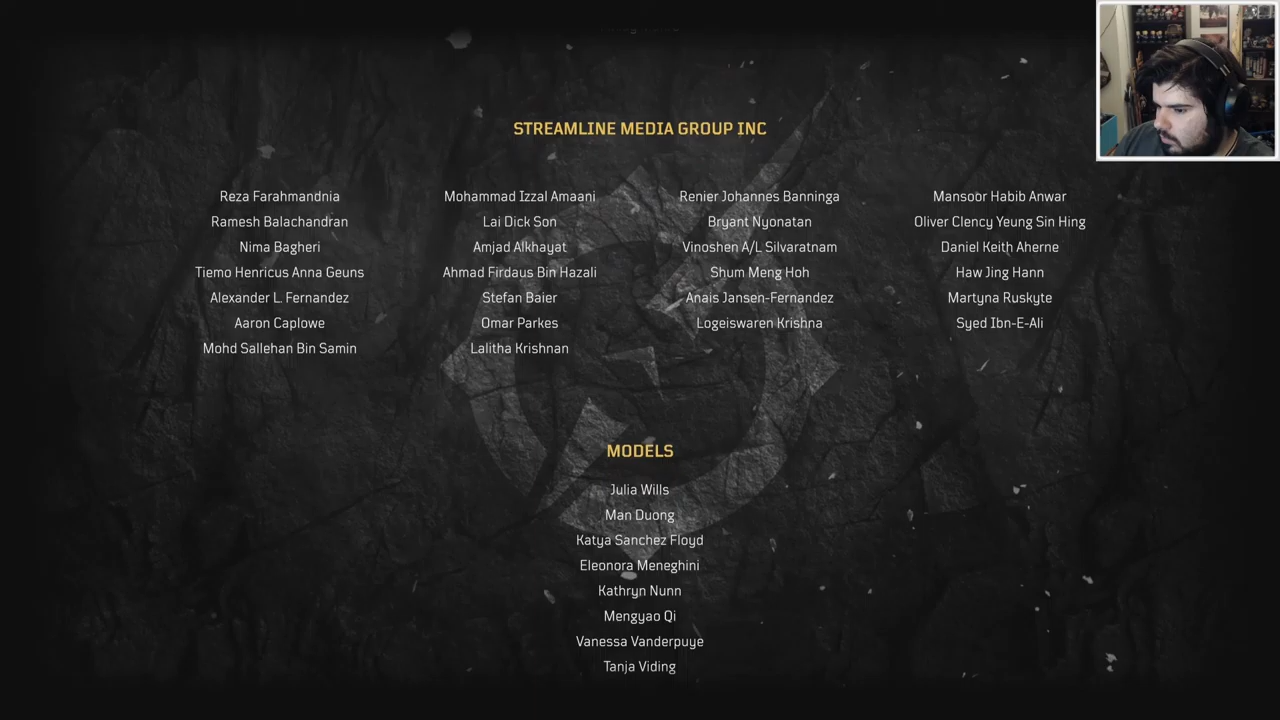 STREAMLINE MEDIA GROUP INC
Reza Farahmandnia
Ramesh Balachandran
Nima Bagheri
Tiemo Henricus Anna Geuns
Alexander L. Fernandez
Aaron Caplowe
Mohd Sallehan Bin Samin
Mohammad Izzal Amaani
Lai Dick Son
Amjad Alkhayat
Ahmad Firdaus Bin Hazali
Stefan Baier
Omar Parkes
Lalitha Krishnan
Renier Johannes Banninga
Bryant Nyonatan
Vinoshen A/L Silvaratnam
Shum Meng Hoh
Anais Jansen-Fernandez
Logeiswaren Krishna
Mansoor Habib Anwar
Oliver Clency Yeung Sin Hing
Daniel Keith Aherne
Haw Jing Hann
Martyna Ruskyte
Syed Ibn-E-Ali
MODELS
Julia Wills
Man Duong
Katya Sanchez Floyd
Eleonora Meneghini
Kathryn Nunn
Mengyao Qi
Vanessa Vanderpuye
Tanja Viding